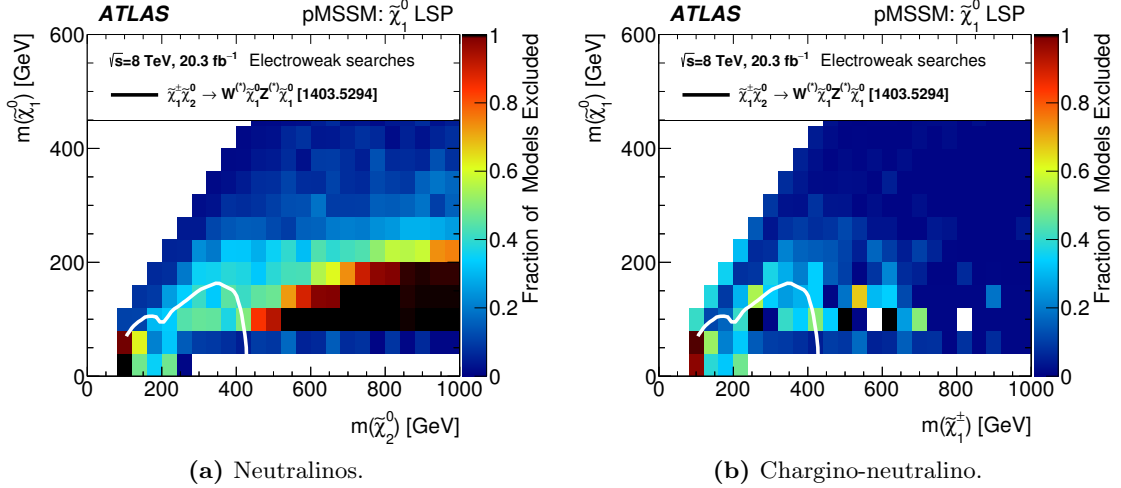 ATLAS pMSSM: χ̃₁⁰ LSP
√s=8 TeV, 20.3 fb⁻¹ Electroweak searches
χ̃₁±χ̃₂⁰ → W(*)χ̃₁⁰Z(*)χ̃₁⁰ [1403.5294]
m(χ̃₁⁰) [GeV]
600
400
200
0
0 200 400 600 800 1000
m(χ̃₂⁰) [GeV]
1
0.8
0.6
0.4
0.2
0
Fraction of Models Excluded
(a) Neutralinos.
ATLAS pMSSM: χ̃₁⁰ LSP
√s=8 TeV, 20.3 fb⁻¹ Electroweak searches
χ̃₁±χ̃₂⁰ → W(*)χ̃₁⁰Z(*)χ̃₁⁰ [1403.5294]
m(χ̃₁⁰) [GeV]
600
400
200
0
0 200 400 600 800 1000
m(χ̃₁±) [GeV]
1
0.8
0.6
0.4
0.2
0
Fraction of Models Excluded
(b) Chargino-neutralino.